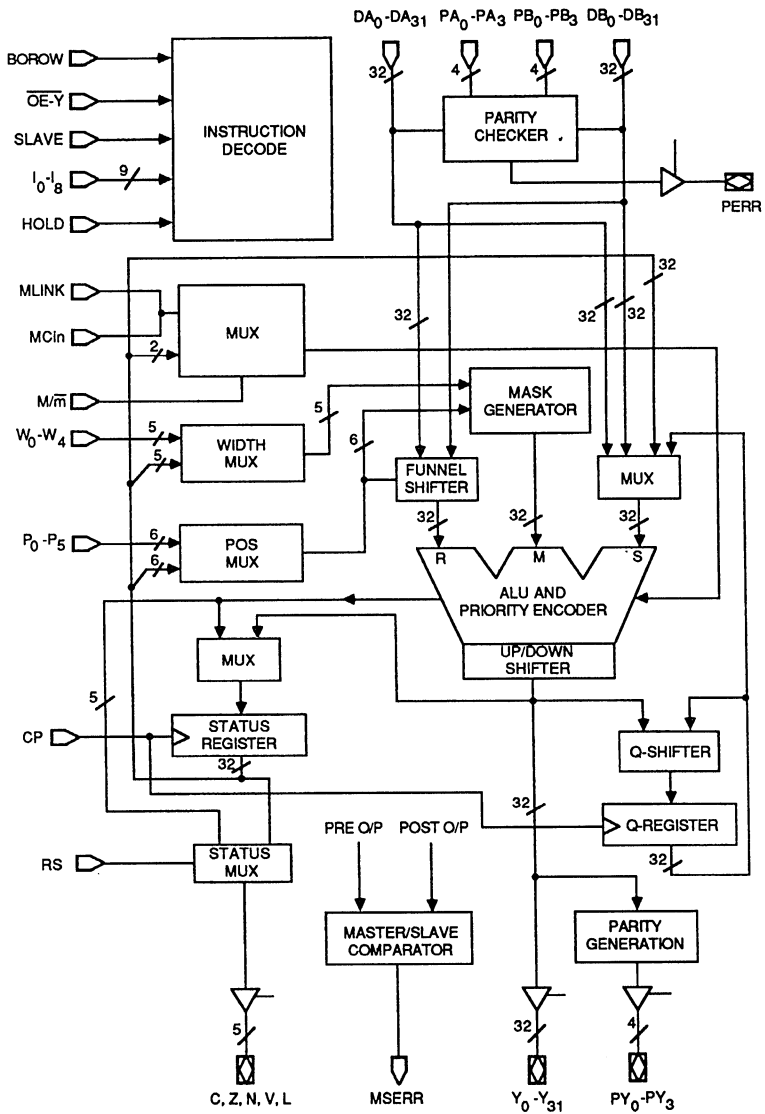 DA0-DA31 PA0-PA3 PB0-PB3 DB0-DB31
32 4 4 32
BOROW
OE-Y
SLAVE
I0-I8 9
HOLD
INSTRUCTION
DECODE
PARITY
CHECKER
PERR
MLINK
MCin
2
M/m
MUX
32
32 32 32
W0-W4 5
5
WIDTH
MUX
5
MASK
GENERATOR
6
FUNNEL
SHIFTER
MUX
P0-P5 6
6
POS
MUX
32 32 32
R M S
ALU AND
PRIORITY ENCODER
UP/DOWN
SHIFTER
MUX
5
CP
STATUS
REGISTER
32
Q-SHIFTER
32
Q-REGISTER
32
RS
STATUS
MUX
PRE O/P POST O/P
MASTER/SLAVE
COMPARATOR
PARITY
GENERATION
5 32 4
C, Z, N, V, L MSERR Y0-Y31 PY0-PY3